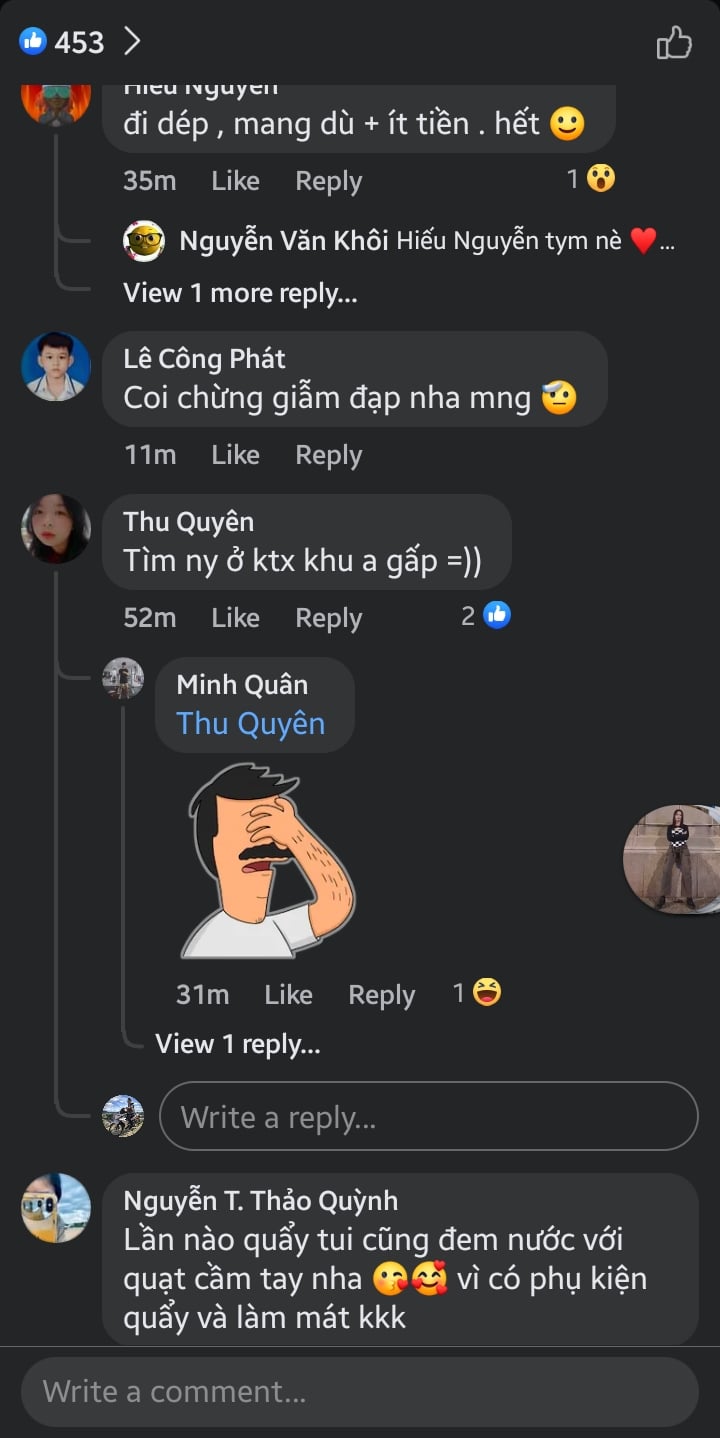 453
Hiếu Nguyễn
đi dép , mang dù + ít tiền . hết
35m Like Reply 1
Nguyễn Văn Khôi Hiếu Nguyễn tym nè ...
View 1 more reply...
Lê Công Phát
Coi chừng giẫm đạp nha mng
11m Like Reply
Thu Quyên
Tìm ny ở ktx khu a gấp =))
52m Like Reply 2
Minh Quân
Thu Quyên
31m Like Reply 1
View 1 reply...
Write a reply...
Nguyễn T. Thảo Quỳnh
Lần nào quẩy tui cũng đem nước với
quạt cầm tay nha vì có phụ kiện
quẩy và làm mát kkk
Write a comment...